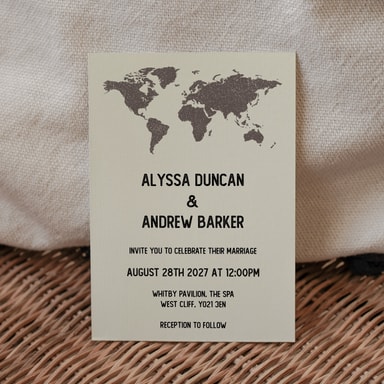 ALYSSA DUNCAN
&
ANDREW BARKER
INVITE YOU TO CELEBRATE THEIR MARRIAGE
AUGUST 28TH 2027 AT 12:00PM
WHITBY PAVILION, THE SPA
WEST CLIFF, YO21 3EN
RECEPTION TO FOLLOW